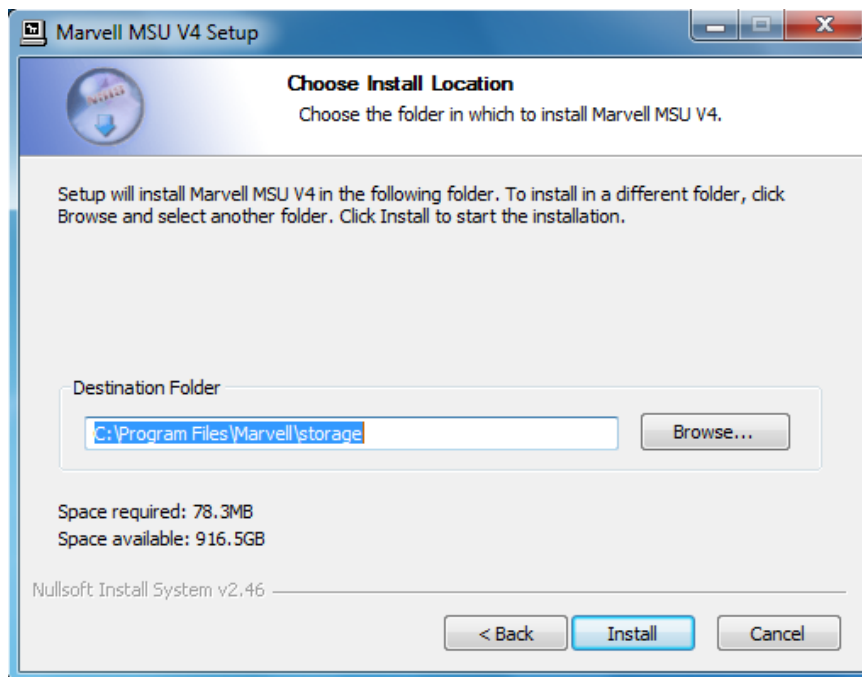 Marvell MSU V4 Setup
Choose Install Location
Choose the folder in which to install Marvell MSU V4.
Setup will install Marvell MSU V4 in the following folder. To install in a different folder, click
Browse and select another folder. Click Install to start the installation.
Destination Folder
C:\Program Files\Marvell\storage
Browse...
Space required: 78.3MB
Space available: 916.5GB
Nullsoft Install System v2.46
< Back
Install
Cancel